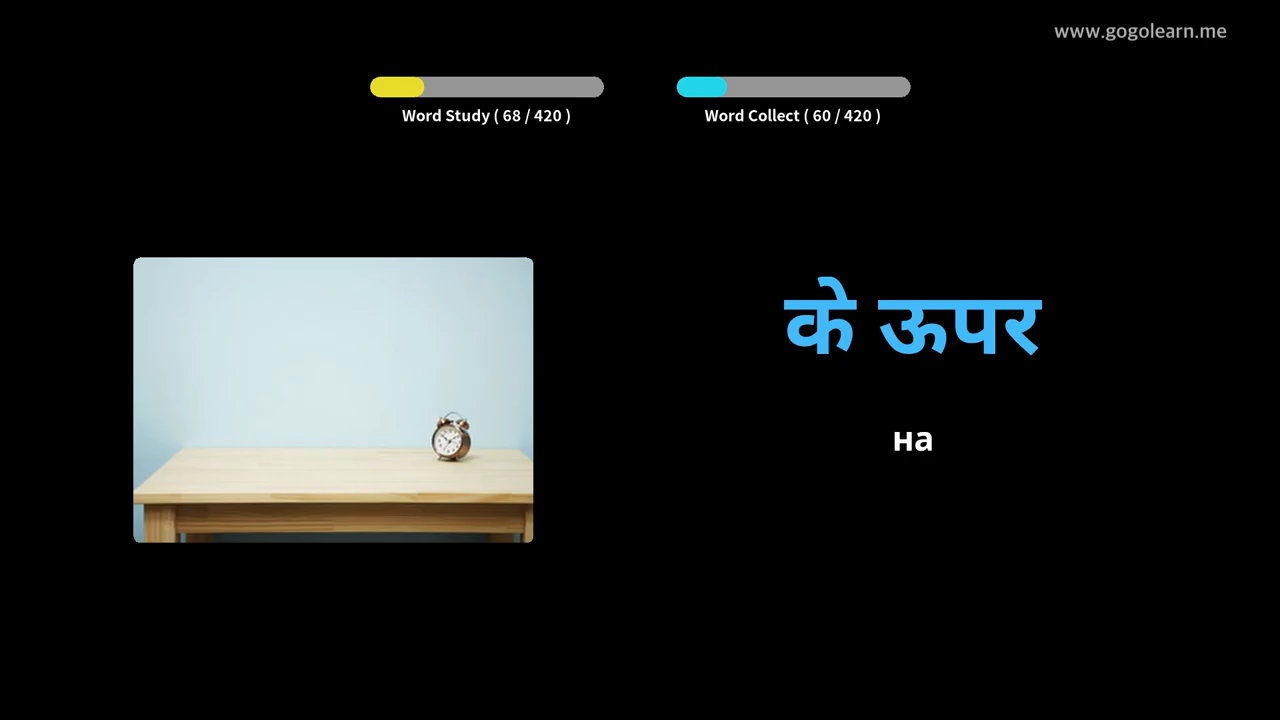 www.gogolearn.me
Word Study ( 68 / 420 )
Word Collect ( 60 / 420 )
के ऊपर
на